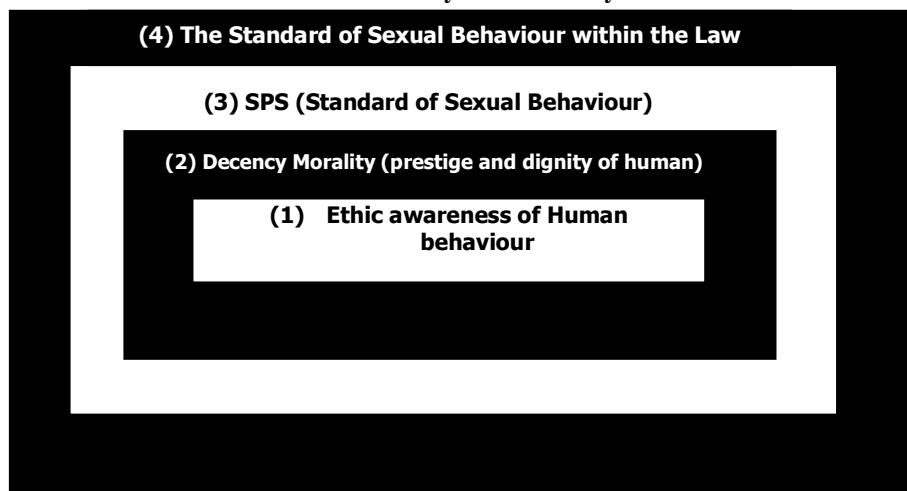 (4) The Standard of Sexual Behaviour within the Law
(3) SPS (Standard of Sexual Behaviour)
(2) Decency Morality (prestige and dignity of human)
(1) Ethic awareness of Human
behaviour